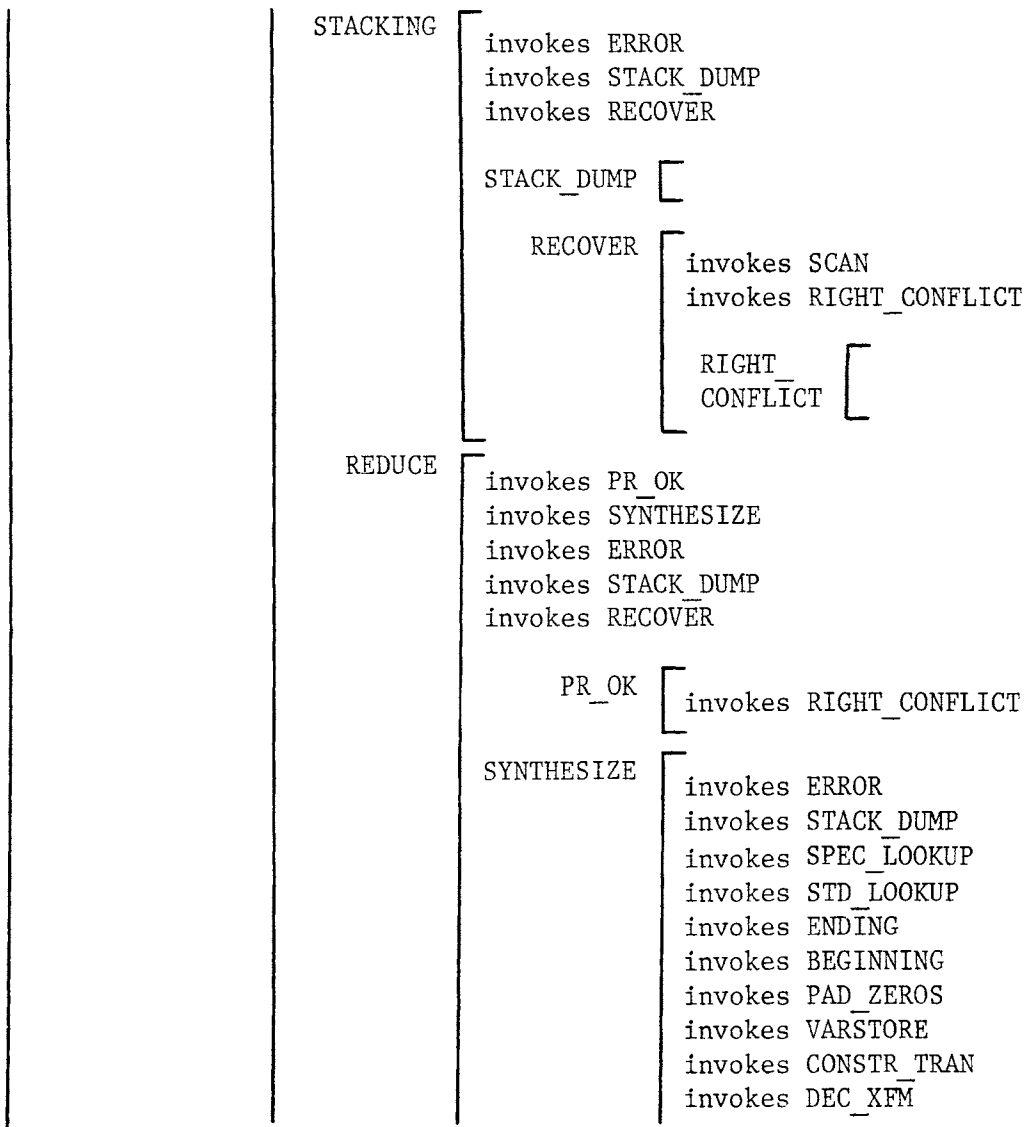 STACKING
invokes ERROR
invokes STACK_DUMP
invokes RECOVER
STACK_DUMP
RECOVER
invokes SCAN
invokes RIGHT_CONFLICT
RIGHT_
CONFLICT
REDUCE
invokes PR_OK
invokes SYNTHESIZE
invokes ERROR
invokes STACK_DUMP
invokes RECOVER
PR_OK
invokes RIGHT_CONFLICT
SYNTHESIZE
invokes ERROR
invokes STACK_DUMP
invokes SPEC_LOOKUP
invokes STD_LOOKUP
invokes ENDING
invokes BEGINNING
invokes PAD_ZEROS
invokes VARSTORE
invokes CONSTR_TRAN
invokes DEC_XFM